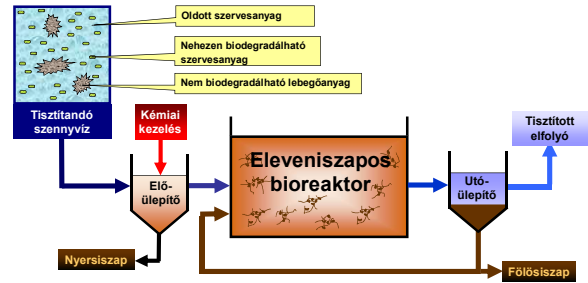 Oldott szervesanyag
Nehezen biodegradálható
szervesanyag
Nem biodegradálható lebegőanyag
Tisztítandó
szennyvíz
Kémiai
kezelés
Tisztított
elfolyó
Elő-
ülepítő
Eleveniszapos
bioreaktor
Utó-
ülepítő
Nyersiszap
Fölösiszap